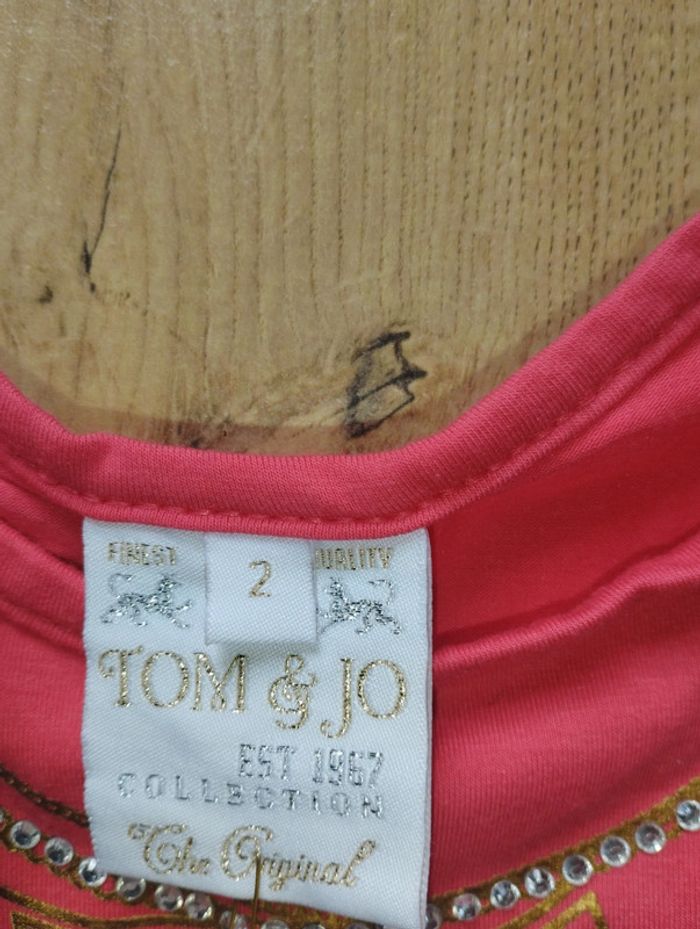 FINEST QUALITY
2
TOM & JO
EST 1967
COLLECTION
The Original